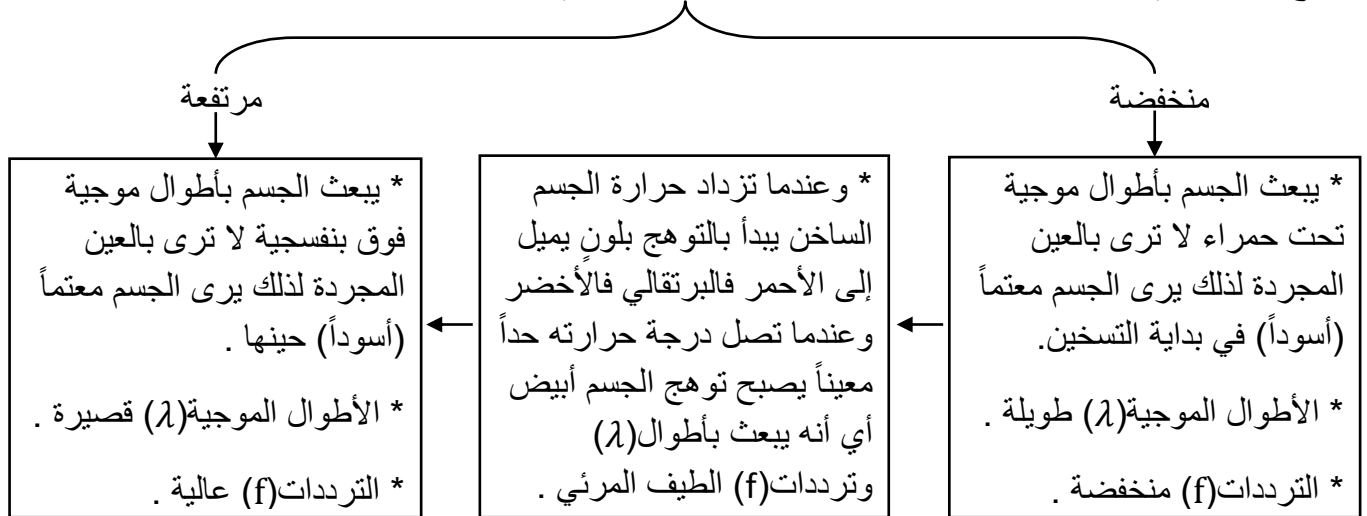 منخفضة
مرتفعة
* يبعث الجسم بأطوال موجية
تحت حمراء لا ترى بالعين
المجردة لذلك يرى الجسم معتماً
(أسوداً) في بداية التسخين.
* الأطوال الموجية(λ) طويلة .
* الترددات(f) منخفضة .
* وعندما تزداد حرارة الجسم
الساخن يبدأ بالتوهج بلونٍ يميل
إلى الأحمر فالبرتقالي فالأخضر
وعندما تصل درجة حرارته حداً
معيناً يصبح توهج الجسم أبيض
أي أنه يبعث بأطوال(λ)
وترددات(f) الطيف المرئي .
* يبعث الجسم بأطوال موجية
فوق بنفسجية لا ترى بالعين
المجردة لذلك يرى الجسم معتماً
(أسوداً) حينها .
* الأطوال الموجية(λ) قصيرة .
* الترددات(f) عالية .